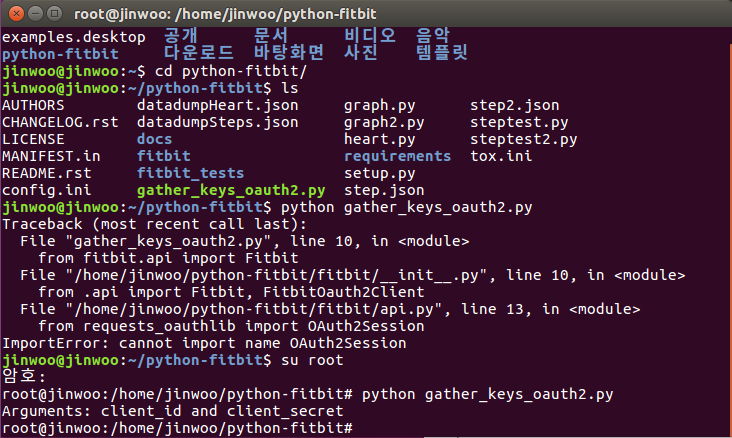 root@jinwoo: /home/jinwoo/python-fitbit
examples.desktop 공개 문서 비디오 음악
python-fitbit 다운로드 바탕화면 사진 템플릿
jinwoo@jinwoo:~$ cd python-fitbit/
jinwoo@jinwoo:~/python-fitbit$ ls
AUTHORS datadumpHeart.json graph.py step2.json
CHANGELOG.rst datadumpSteps.json graph2.py steptest.py
LICENSE docs heart.py steptest2.py
MANIFEST.in fitbit requirements tox.ini
README.rst fitbit_tests setup.py
config.ini gather_keys_oauth2.py step.json
jinwoo@jinwoo:~/python-fitbit$ python gather_keys_oauth2.py
Traceback (most recent call last):
  File "gather_keys_oauth2.py", line 10, in <module>
    from fitbit.api import Fitbit
  File "/home/jinwoo/python-fitbit/fitbit/__init__.py", line 10, in <module>
    from .api import Fitbit, FitbitOauth2Client
  File "/home/jinwoo/python-fitbit/fitbit/api.py", line 13, in <module>
    from requests_oauthlib import OAuth2Session
ImportError: cannot import name OAuth2Session
jinwoo@jinwoo:~/python-fitbit$ su root
암호:
root@jinwoo:/home/jinwoo/python-fitbit# python gather_keys_oauth2.py
Arguments: client_id and client_secret
root@jinwoo:/home/jinwoo/python-fitbit#